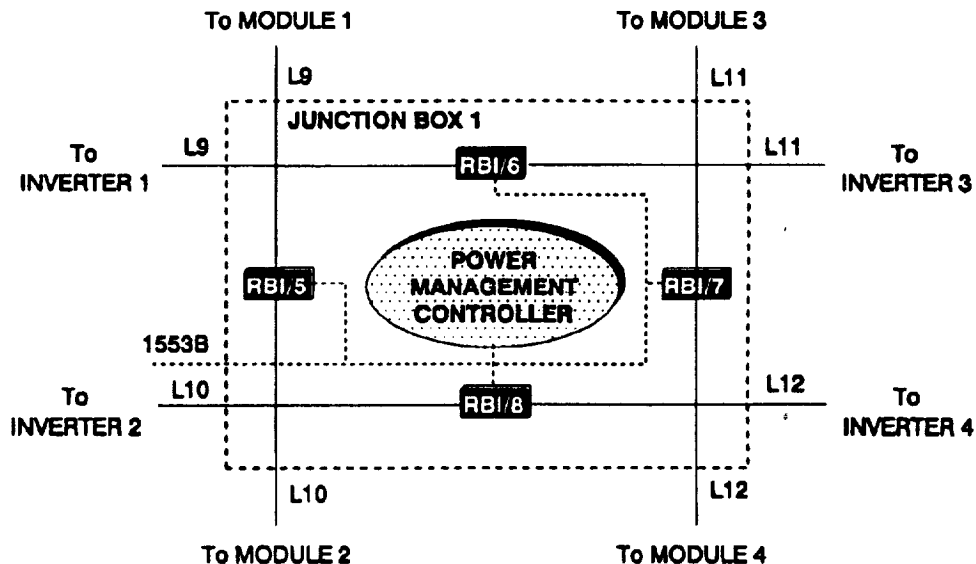 To MODULE 1
To MODULE 3
L9
L11
JUNCTION BOX 1
To
INVERTER 1
L9
RBI/6
L11
To
INVERTER 3
RBI/5
POWER
MANAGEMENT
CONTROLLER
RBI/7
1553B
To
INVERTER 2
L10
RBI/8
L12
To
INVERTER 4
L10
L12
To MODULE 2
To MODULE 4